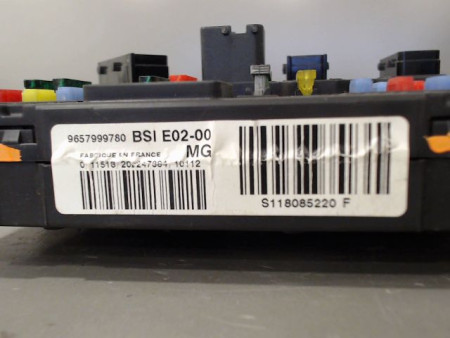 9657999780 BSI E02-00
FABRIQUE EN FRANCE MG
S118085220 F